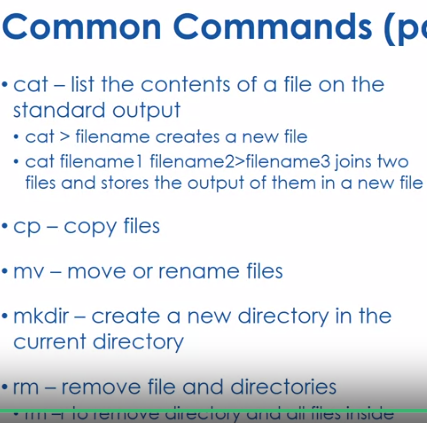 Common Commands (pa
• cat – list the contents of a file on the
standard output
• cat > filename creates a new file
• cat filename1 filename2>filename3 joins two
files and stores the output of them in a new file
• cp – copy files
• mv – move or rename files
• mkdir – create a new directory in the
current directory
• rm – remove file and directories
• rm –r to remove directory and all files inside